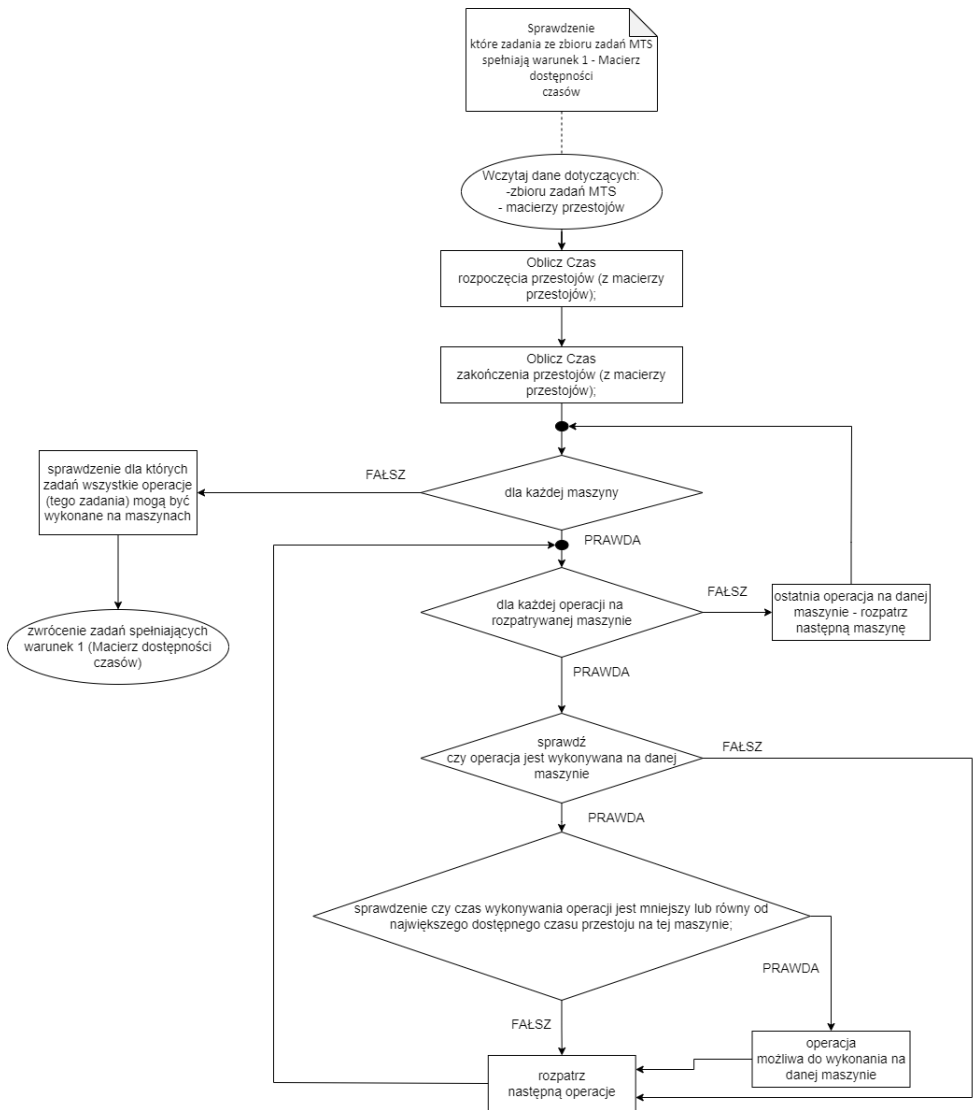 Sprawdzenie
które zadania ze zbioru zadań MTS
spełniają warunek 1 - Macierz
dostępności
czasów
Wczytaj dane dotyczących:
-zbioru zadań MTS
- macierzy przestojów
Oblicz Czas
rozpoczęcia przestojów (z macierzy
przestojów);
Oblicz Czas
zakończenia przestojów (z macierzy
przestojów);
sprawdzenie dla których
zadań wszystkie operacje
(tego zadania) mogą być
wykonane na maszynach
FAŁSZ
dla każdej maszyny
PRAWDA
zwrócenie zadań spełniających
warunek 1 (Macierz dostępności
czasów)
dla każdej operacji na
rozpatrywanej maszynie
FAŁSZ
ostatnia operacja na danej
maszynie - rozpatrz
następną maszynę
PRAWDA
sprawdź
czy operacja jest wykonywana na danej
maszynie
FAŁSZ
PRAWDA
sprawdzenie czy czas wykonywania operacji jest mniejszy lub równy od
największego dostępnego czasu przestoju na tej maszynie;
PRAWDA
FAŁSZ
operacja
możliwa do wykonania na
danej maszynie
rozpatrz
następną operacje